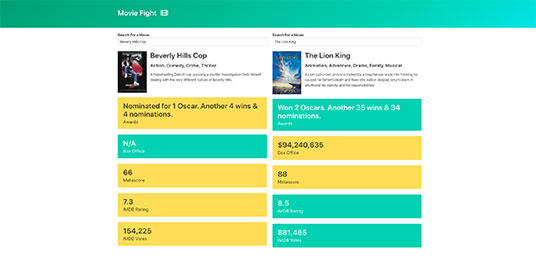 Movie Fight
Search For a Movie
Beverly Hills Cop
Beverly Hills Cop
Action, Comedy, Crime, Thriller
A freewheeling Detroit cop pursuing a murder investigation finds himself
dealing with the very different culture of Beverly Hills.
Nominated for 1 Oscar. Another 4 wins &
4 nominations.
Awards
N/A
Box Office
66
Metascore
7.3
IMDB Rating
154,225
IMDB Votes
Search For a Movie
The Lion King
The Lion King
Animation, Adventure, Drama, Family, Musical
A Lion cub crown prince is tricked by a treacherous uncle into thinking he
caused his father's death and flees into exile in despair, only to learn in
adulthood his identity and his responsibilities.
Won 2 Oscars. Another 35 wins & 34
nominations.
Awards
$94,240,635
Box Office
88
Metascore
8.5
IMDB Rating
881,465
IMDB Votes